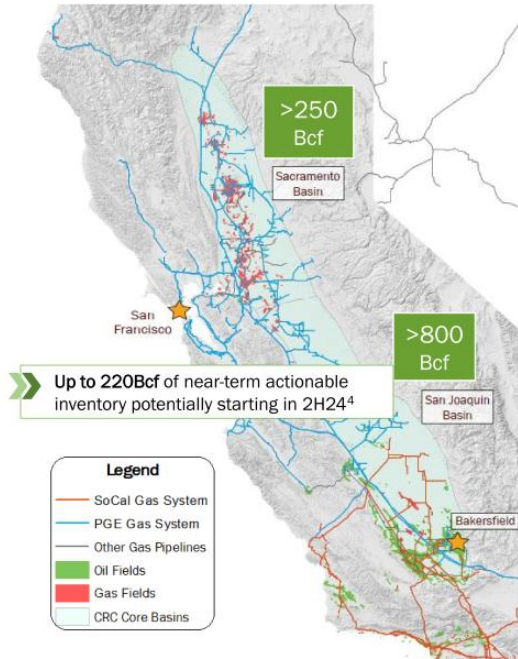 >250
Bcf
Sacramento
Basin
San
Francisco
>800
Bcf
Up to 220Bcf of near-term actionable
inventory potentially starting in 2H24⁴
San Joaquin
Basin
Legend
SoCal Gas System
PGE Gas System
Other Gas Pipelines
Oil Fields
Gas Fields
CRC Core Basins
Bakersfield